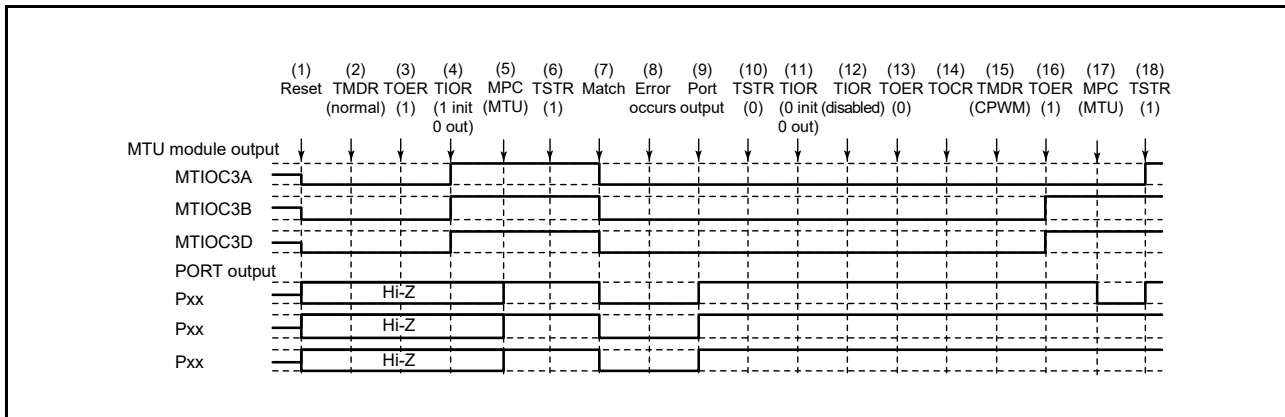 (1) (2) (3) (4) (5) (6) (7) (8) (9) (10) (11) (12) (13) (14) (15) (16) (17) (18)
Reset TMDR TOER TIOR MPC TSTR Match Error Port TSTR TIOR TIOR TOER TOCR TMDR TOER MPC TSTR
(normal) (1) (1 init (MTU) (1) occurs output (0) (0 init (disabled) (0) (CPWM) (1) (MTU) (1)
0 out) 0 out)
MTU module output
MTIOC3A
MTIOC3B
MTIOC3D
PORT output
Pxx Hi-Z
Pxx Hi-Z
Pxx Hi-Z